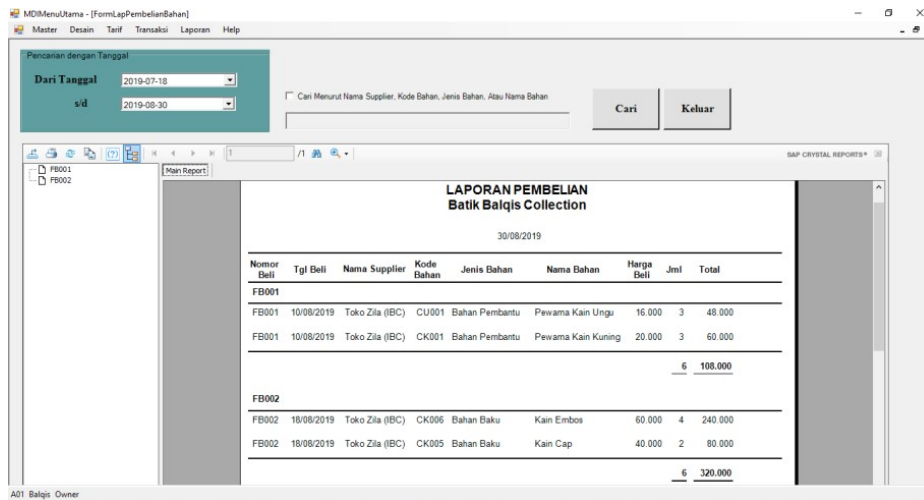 MDIMenuUtama - [FormLapPembelianBahan]
Master Desain Tarif Transaksi Laporan Help
Pencarian dengan Tanggal
Dari Tanggal 2019-07-18
s/d 2019-08-30
Cari Menurut Nama Supplier, Kode Bahan, Jenis Bahan, Atau Nama Bahan
Cari Keluar
1 /1 SAP CRYSTAL REPORTS®
FB001
FB002
Main Report
LAPORAN PEMBELIAN
Batik Balqis Collection
30/08/2019
Nomor Beli Tgl Beli Nama Supplier Kode Bahan Jenis Bahan Nama Bahan Harga Beli Jml Total
FB001
FB001 10/08/2019 Toko Zila (IBC) CU001 Bahan Pembantu Pewarna Kain Ungu 16.000 3 48.000
FB001 10/08/2019 Toko Zila (IBC) CK001 Bahan Pembantu Pewarna Kain Kuning 20.000 3 60.000
6 108.000
FB002
FB002 18/08/2019 Toko Zila (IBC) CK006 Bahan Baku Kain Embos 60.000 4 240.000
FB002 18/08/2019 Toko Zila (IBC) CK005 Bahan Baku Kain Cap 40.000 2 80.000
6 320.000
A01 Balqis Owner